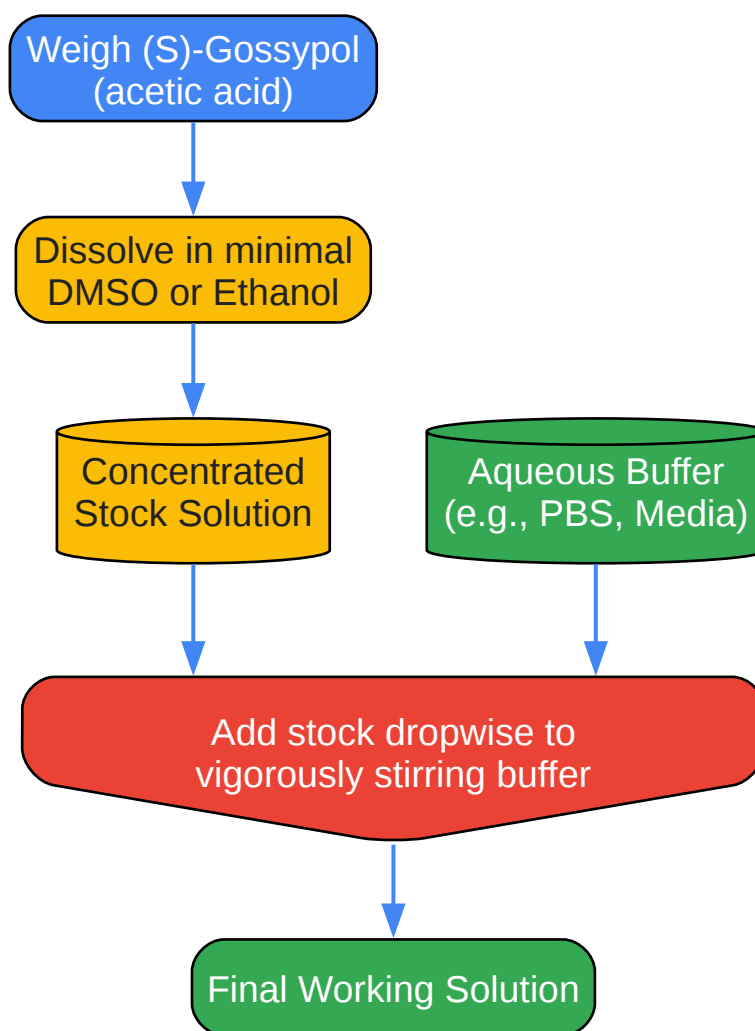 Weigh (S)-Gossypol
(acetic acid)
Dissolve in minimal
DMSO or Ethanol
Concentrated
Stock Solution
Aqueous Buffer
(e.g., PBS, Media)
Add stock dropwise to
vigorously stirring buffer
Final Working Solution